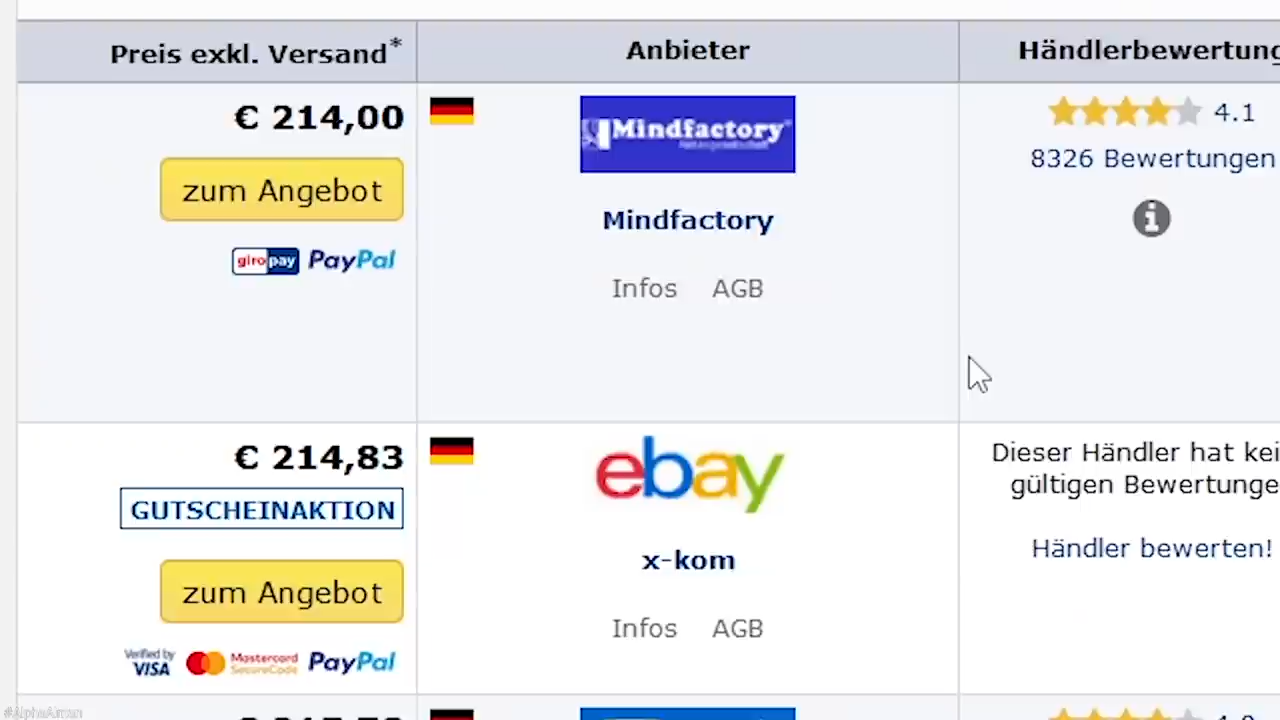 Preis exkl. Versand*
Anbieter
Händlerbewertung
€ 214,00
Mindfactory
4.1
8326 Bewertungen
zum Angebot
Mindfactory
giropay PayPal
Infos AGB
€ 214,83
ebay
Dieser Händler hat kei
gültigen Bewertunge
GUTSCHEINAKTION
x-kom
Händler bewerten!
zum Angebot
Infos AGB
Verified by VISA
Mastercard SecureCode
PayPal